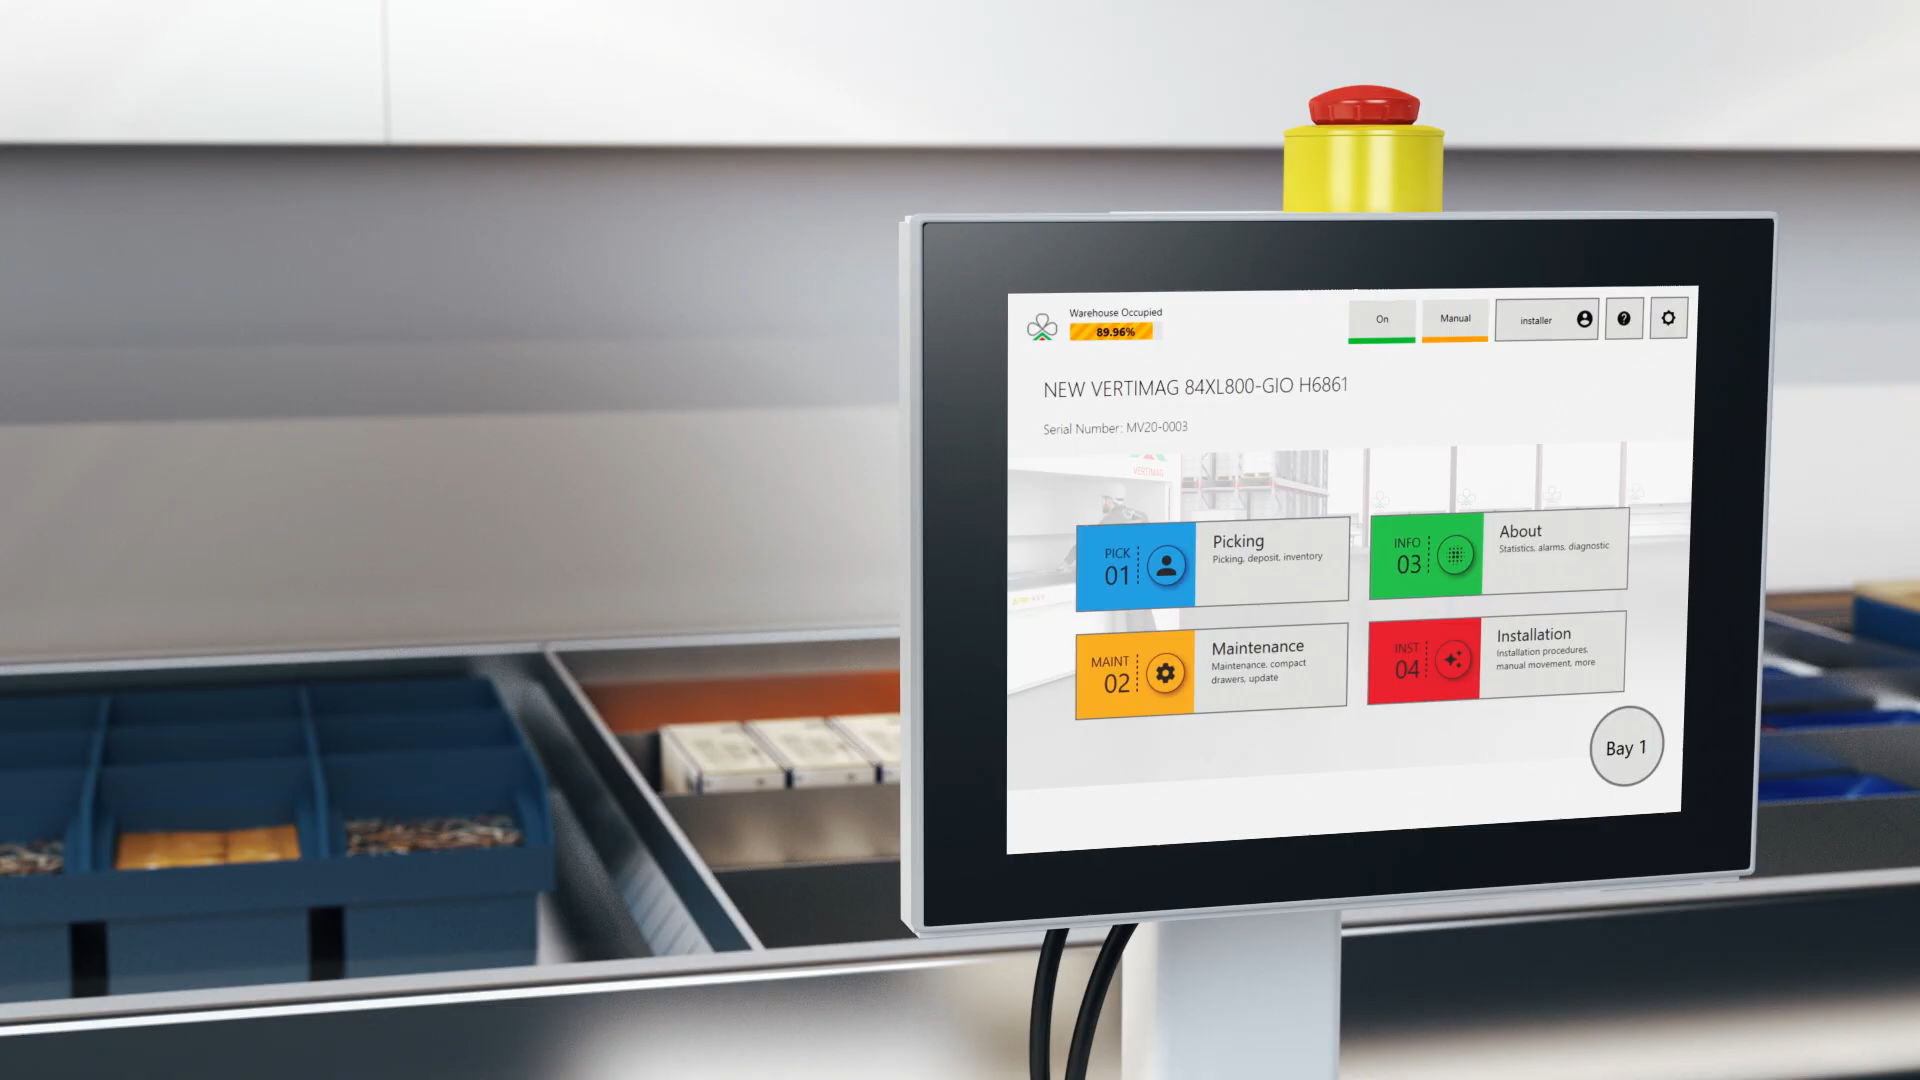 Warehouse Occupied
89.96%
On
Manual
installer
NEW VERTIMAG 84XL800-GIO H6861
Serial Number: MV20-0003
VERTIMAG
PICK
01
Picking
Picking, deposit, inventory
INFO
03
About
Statistics, alarms, diagnostic
MAINT
02
Maintenance
Maintenance, compact
drawers, update
INST
04
Installation
Installation procedures,
manual movement, more
Bay 1